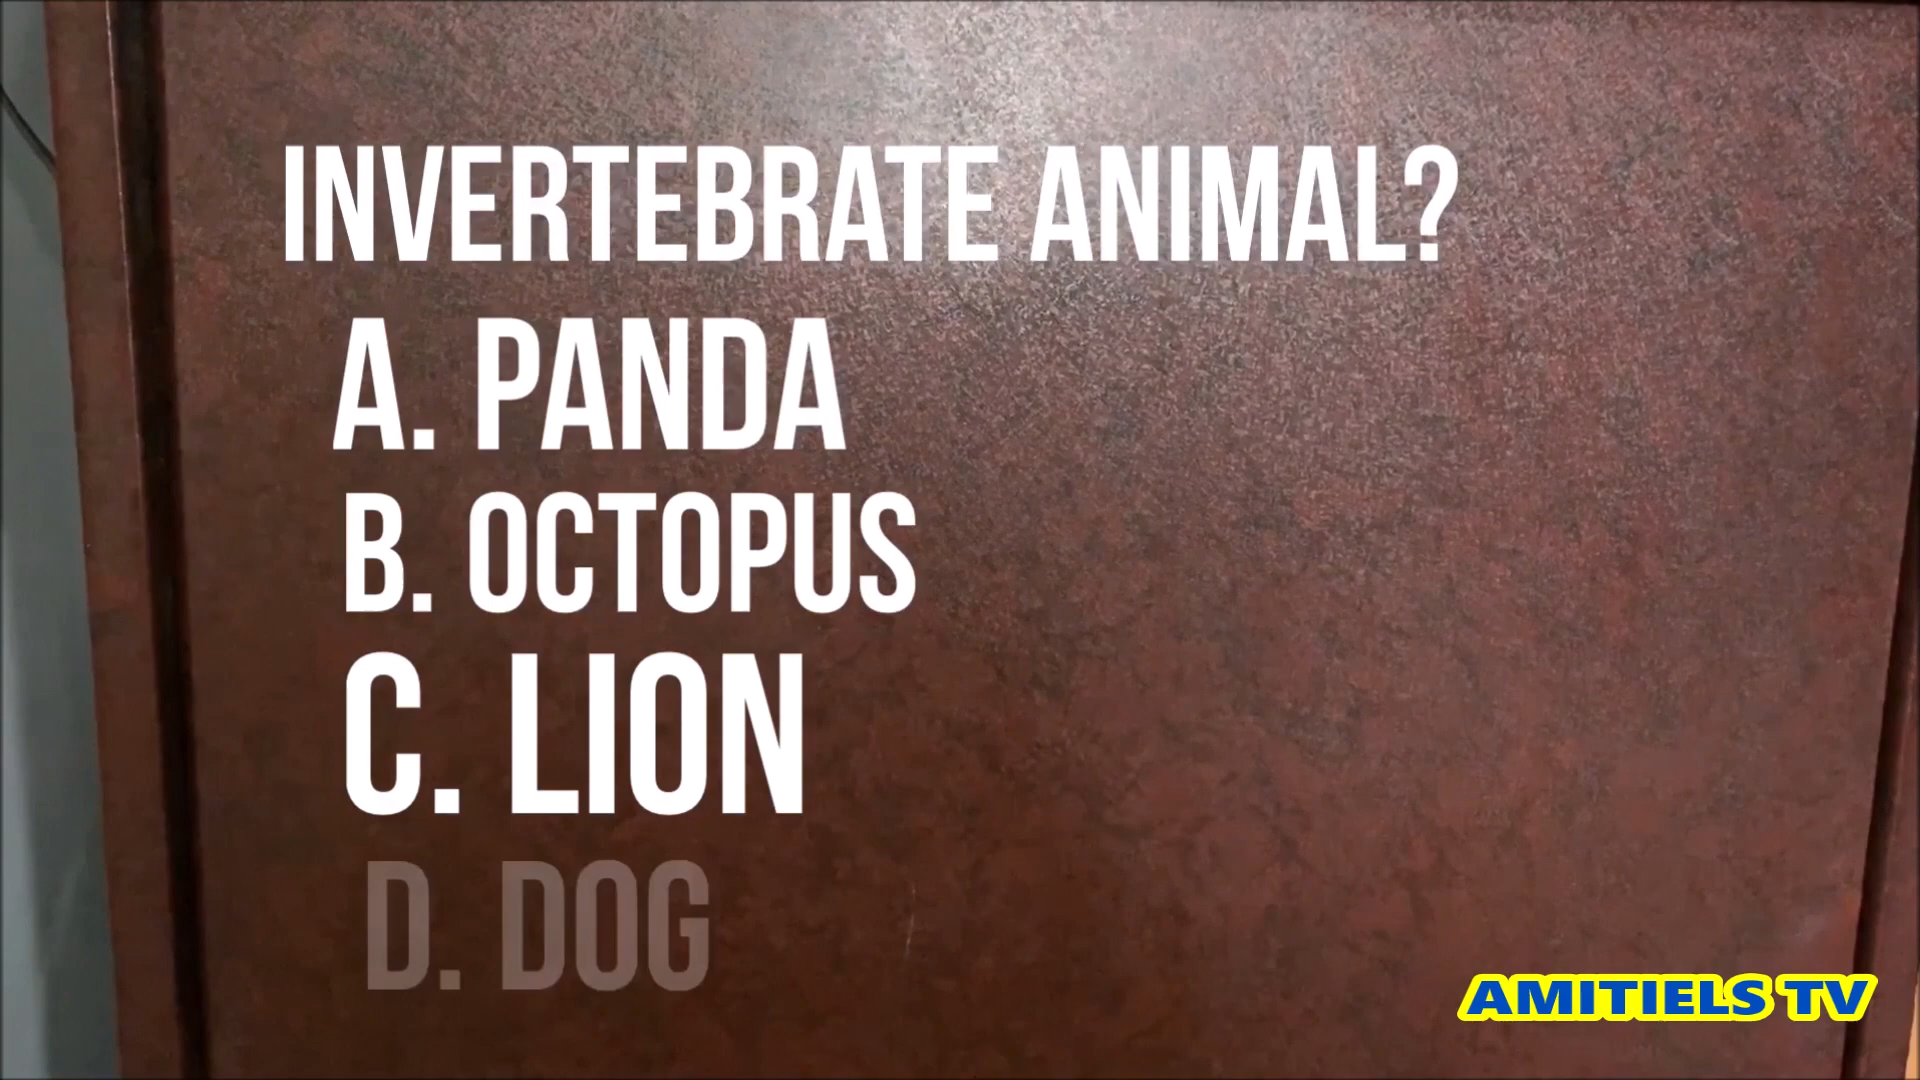 INVERTEBRATE ANIMAL?
A. PANDA
B. OCTOPUS
C. LION
D. DOG
AMITIELS TV